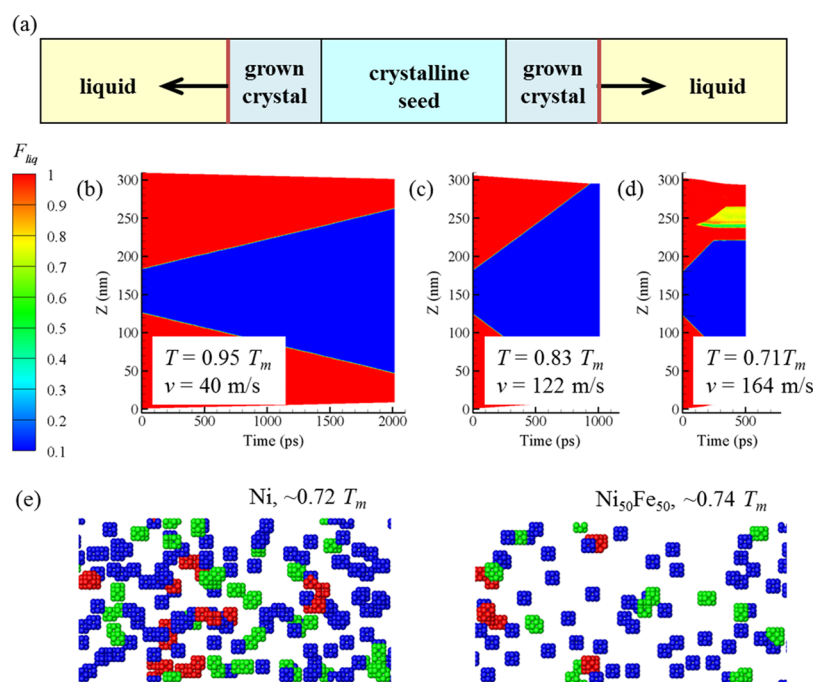 (a)
liquid
grown
crystal
crystalline
seed
grown
crystal
liquid
F_liq
1
0.9
0.8
0.7
0.6
0.5
0.4
0.3
0.2
0.1
(b)
300
250
200
150
100
50
0
Z (nm)
T = 0.95 T_m
v = 40 m/s
0
500
1000
1500
2000
Time (ps)
(c)
300
250
200
150
100
50
0
Z (nm)
T = 0.83 T_m
v = 122 m/s
0
500
1000
Time (ps)
(d)
300
250
200
150
100
50
0
Z (nm)
T = 0.71T_m
v = 164 m/s
0
500
Time (ps)
(e)
Ni, ~0.72 T_m
Ni₅₀Fe₅₀, ~0.74 T_m